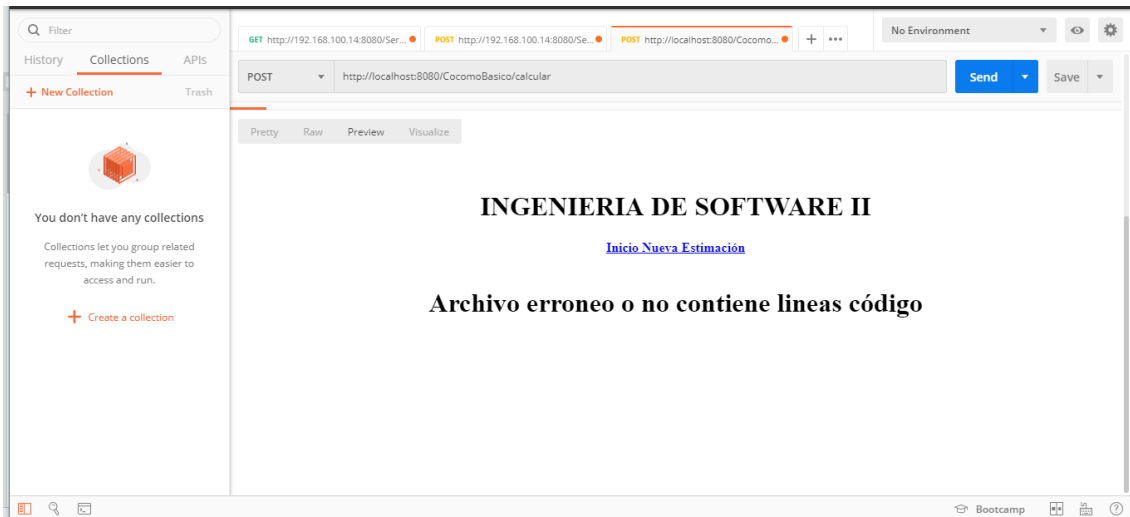 Filter
History Collections APIs
+ New Collection Trash
You don't have any collections
Collections let you group related
requests, making them easier to
access and run.
+ Create a collection
GET http://192.168.100.14:8080/Ser...
POST http://192.168.100.14:8080/Se...
POST http://localhost:8080/Cocomo...
+ •••
No Environment
POST http://localhost:8080/CocomoBasico/calcular
Send Save
Pretty Raw Preview Visualize
INGENIERIA DE SOFTWARE II
Inicio Nueva Estimación
Archivo erroneo o no contiene lineas código
Bootcamp